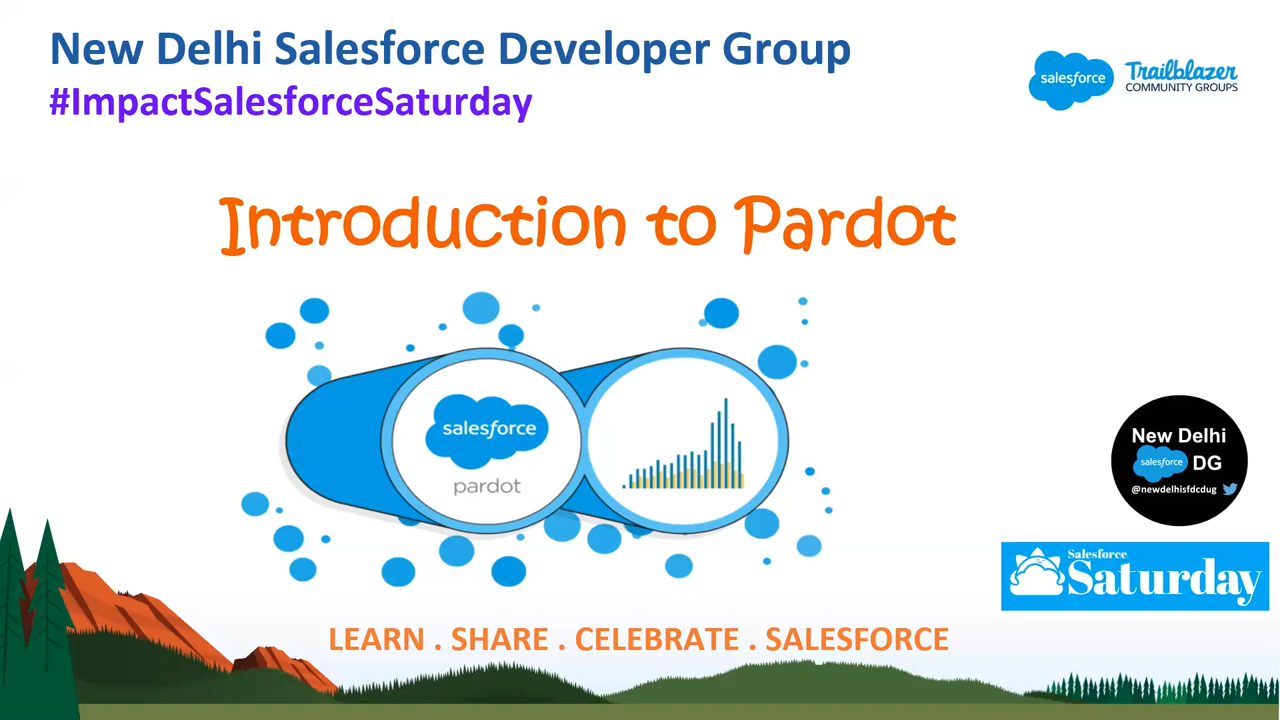 New Delhi Salesforce Developer Group
#ImpactSalesforceSaturday
salesforce
Trailblazer
COMMUNITY GROUPS
Introduction to Pardot
salesforce
pardot
New Delhi
salesforce DG
@newdelhisfdcdug
Salesforce
Saturday
LEARN . SHARE . CELEBRATE . SALESFORCE